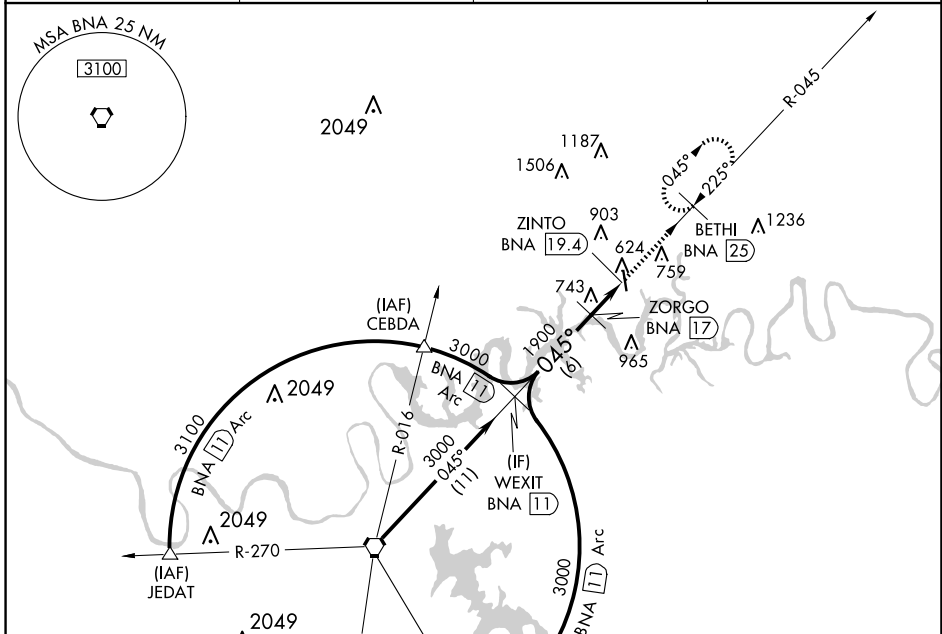 MSA BNA 25 NM
3100
2049
1187
1506
R-045
045°
225°
ZINTO
BNA 19.4
903
624
BETHI
BNA 25
1236
759
743
ZORGO
BNA 17
965
(IAF)
CEBDA
3000
BNA 11
Arc
1900
045°
(6)
2049
3100
BNA 11 Arc
R-016
3000
045°
(11)
(IF)
WEXIT
BNA 11
2049
R-270
(IAF)
JEDAT
3000
BNA 11 Arc
2049